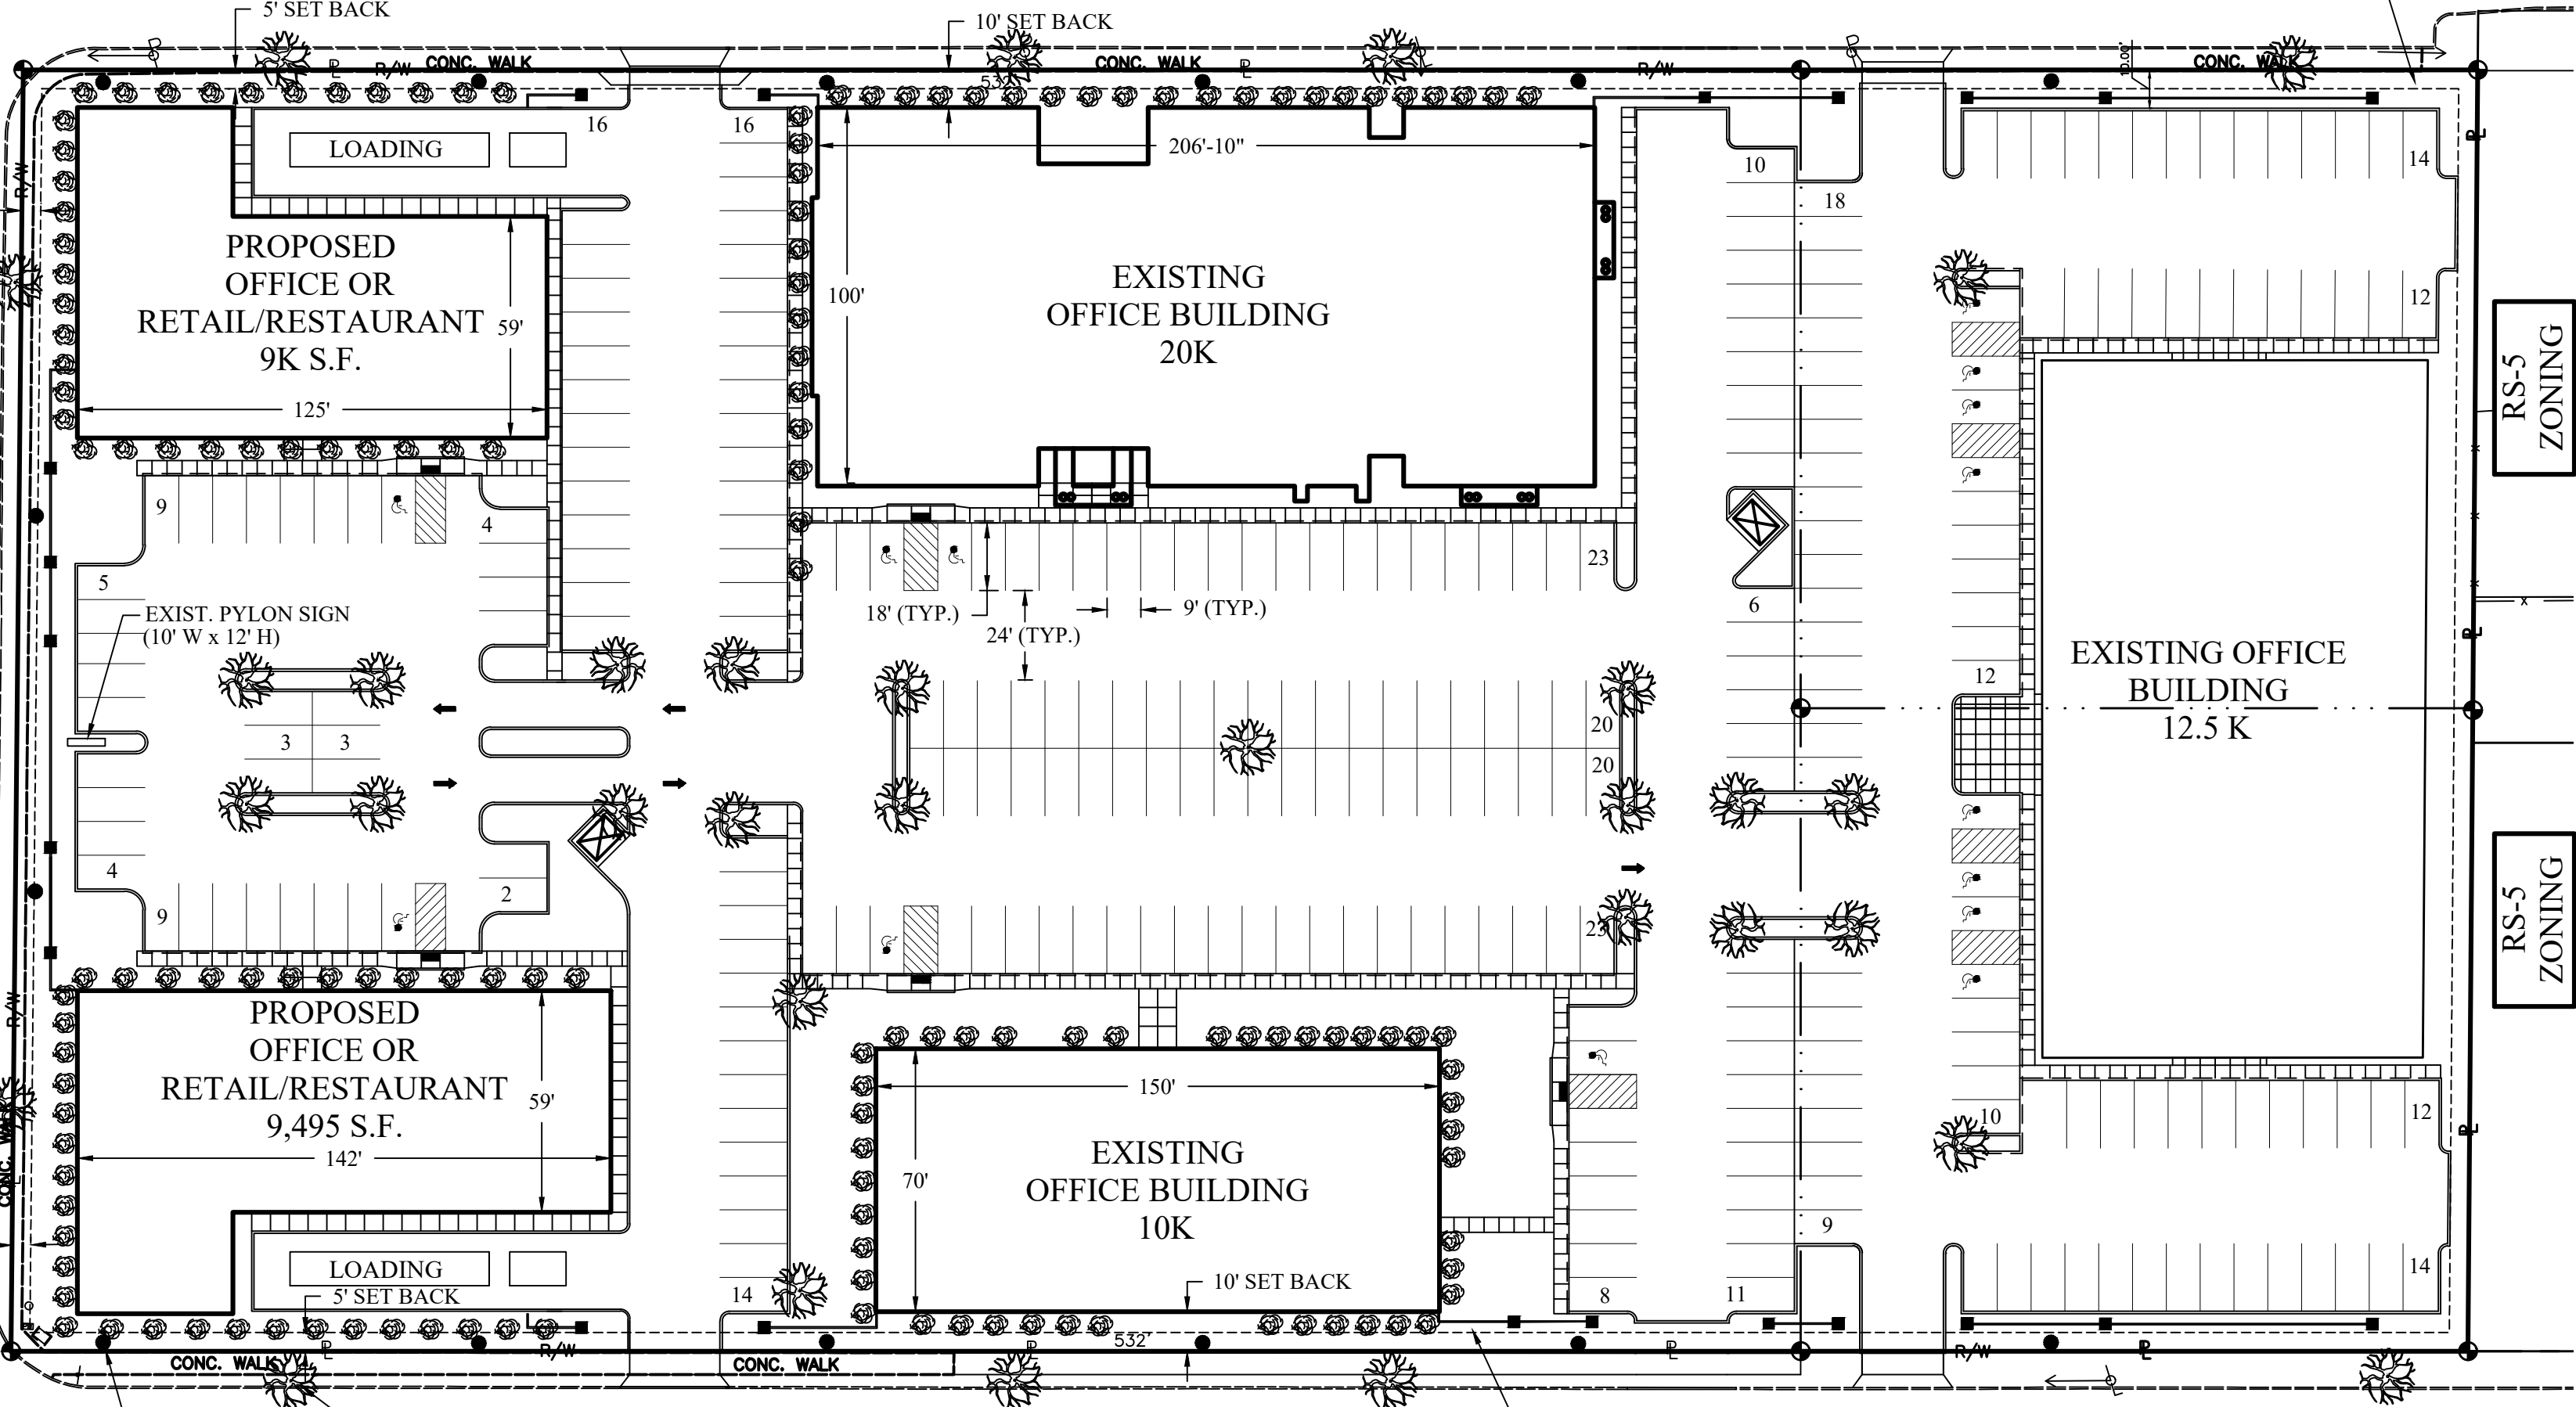 5' SET BACK
10' SET BACK
CONC. WALK
R/W
CONC. WALK
R/W
CONC. WALK
10.00'
16
16
LOADING
206'-10"
10
14
18
R/W
PROPOSED
OFFICE OR
RETAIL/RESTAURANT
9K S.F.
59'
125'
100'
EXISTING
OFFICE BUILDING
20K
12
RS-5
ZONING
9
4
5
23
EXIST. PYLON SIGN
(10' W x 12' H)
18' (TYP.)
9' (TYP.)
24' (TYP.)
6
12
EXISTING OFFICE
BUILDING
12.5 K
3
3
20
20
4
2
9
23
RS-5
ZONING
R/W
PROPOSED
OFFICE OR
RETAIL/RESTAURANT
9,495 S.F.
59'
142'
150'
70'
EXISTING
OFFICE BUILDING
10K
10
12
9
CONC. WALK
LOADING
5' SET BACK
14
10' SET BACK
8
11
14
532'
R/W
R/W
CONC. WALK
CONC. WALK